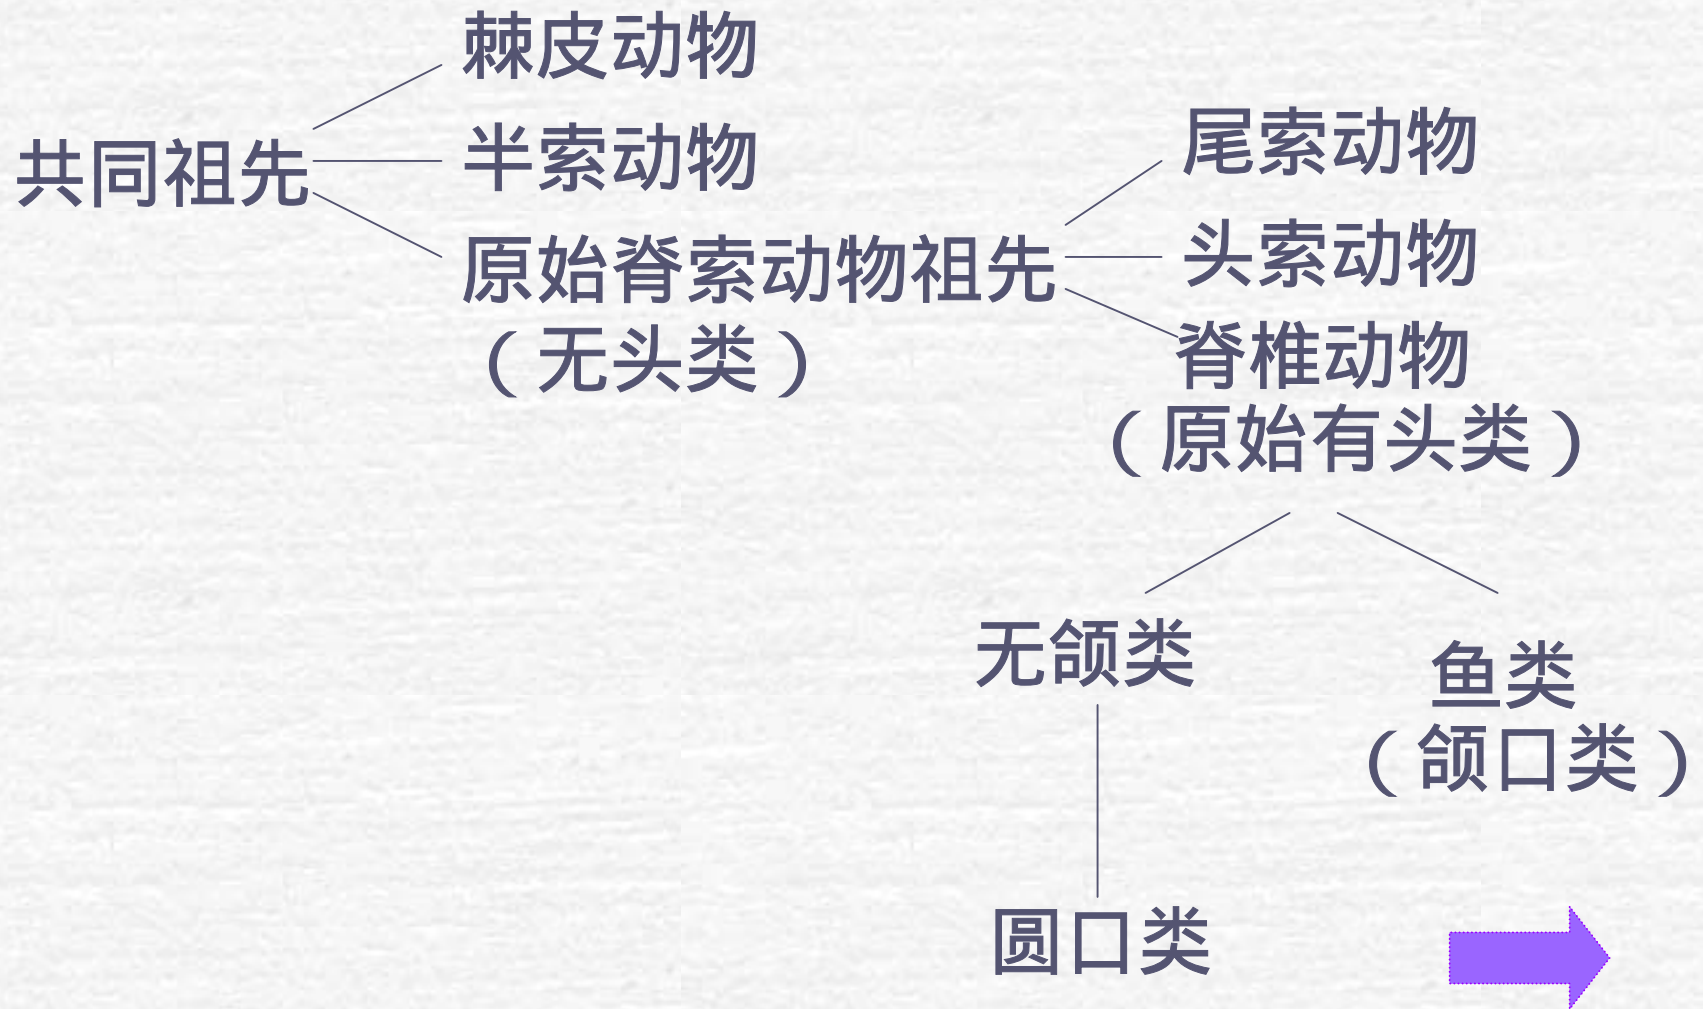 棘皮动物
共同祖先
半索动物
原始脊索动物祖先
（无头类）
尾索动物
头索动物
脊椎动物
（原始有头类）
无颌类
鱼类
（颌口类）
圆口类